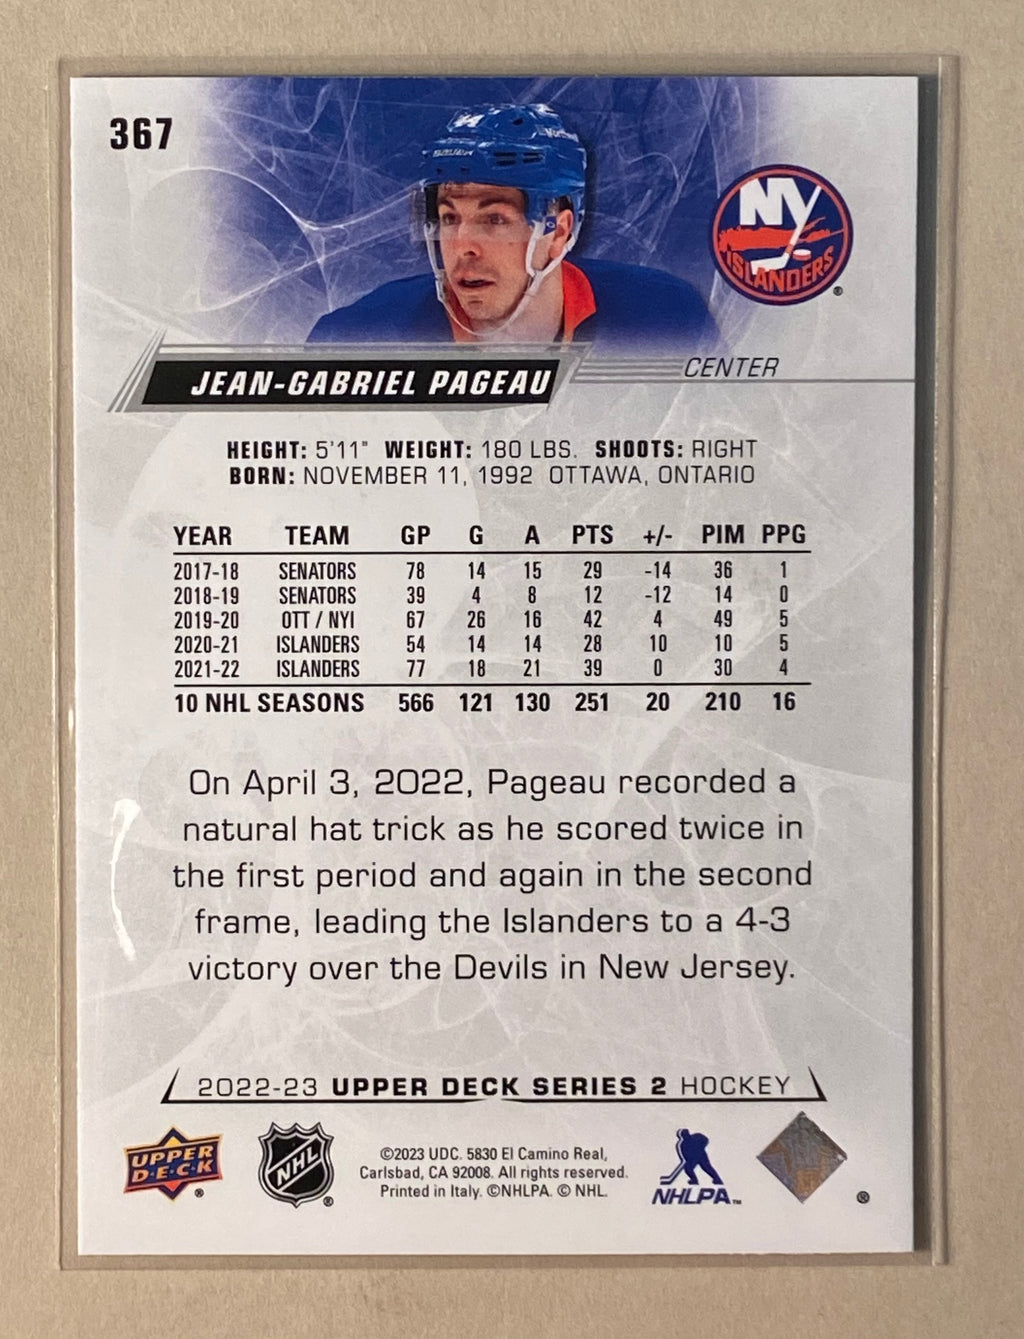 367
44
BAUER
NY
ISLANDERS
®
JEAN-GABRIEL PAGEAU
CENTER
HEIGHT: 5'11" WEIGHT: 180 LBS. SHOOTS: RIGHT
BORN: NOVEMBER 11, 1992 OTTAWA, ONTARIO
YEAR TEAM GP G A PTS +/- PIM PPG
2017-18 SENATORS 78 14 15 29 -14 36 1
2018-19 SENATORS 39 4 8 12 -12 14 0
2019-20 OTT / NYI 67 26 16 42 4 49 5
2020-21 ISLANDERS 54 14 14 28 10 10 5
2021-22 ISLANDERS 77 18 21 39 0 30 4
10 NHL SEASONS 566 121 130 251 20 210 16
On April 3, 2022, Pageau recorded a
natural hat trick as he scored twice in
the first period and again in the second
frame, leading the Islanders to a 4-3
victory over the Devils in New Jersey.
2022-23 UPPER DECK SERIES 2 HOCKEY
UPPER
D·E·C·K
®
NHL
®
©2023 UDC. 5830 El Camino Real,
Carlsbad, CA 92008. All rights reserved.
Printed in Italy. ©NHLPA. © NHL.
NHLPA™
®